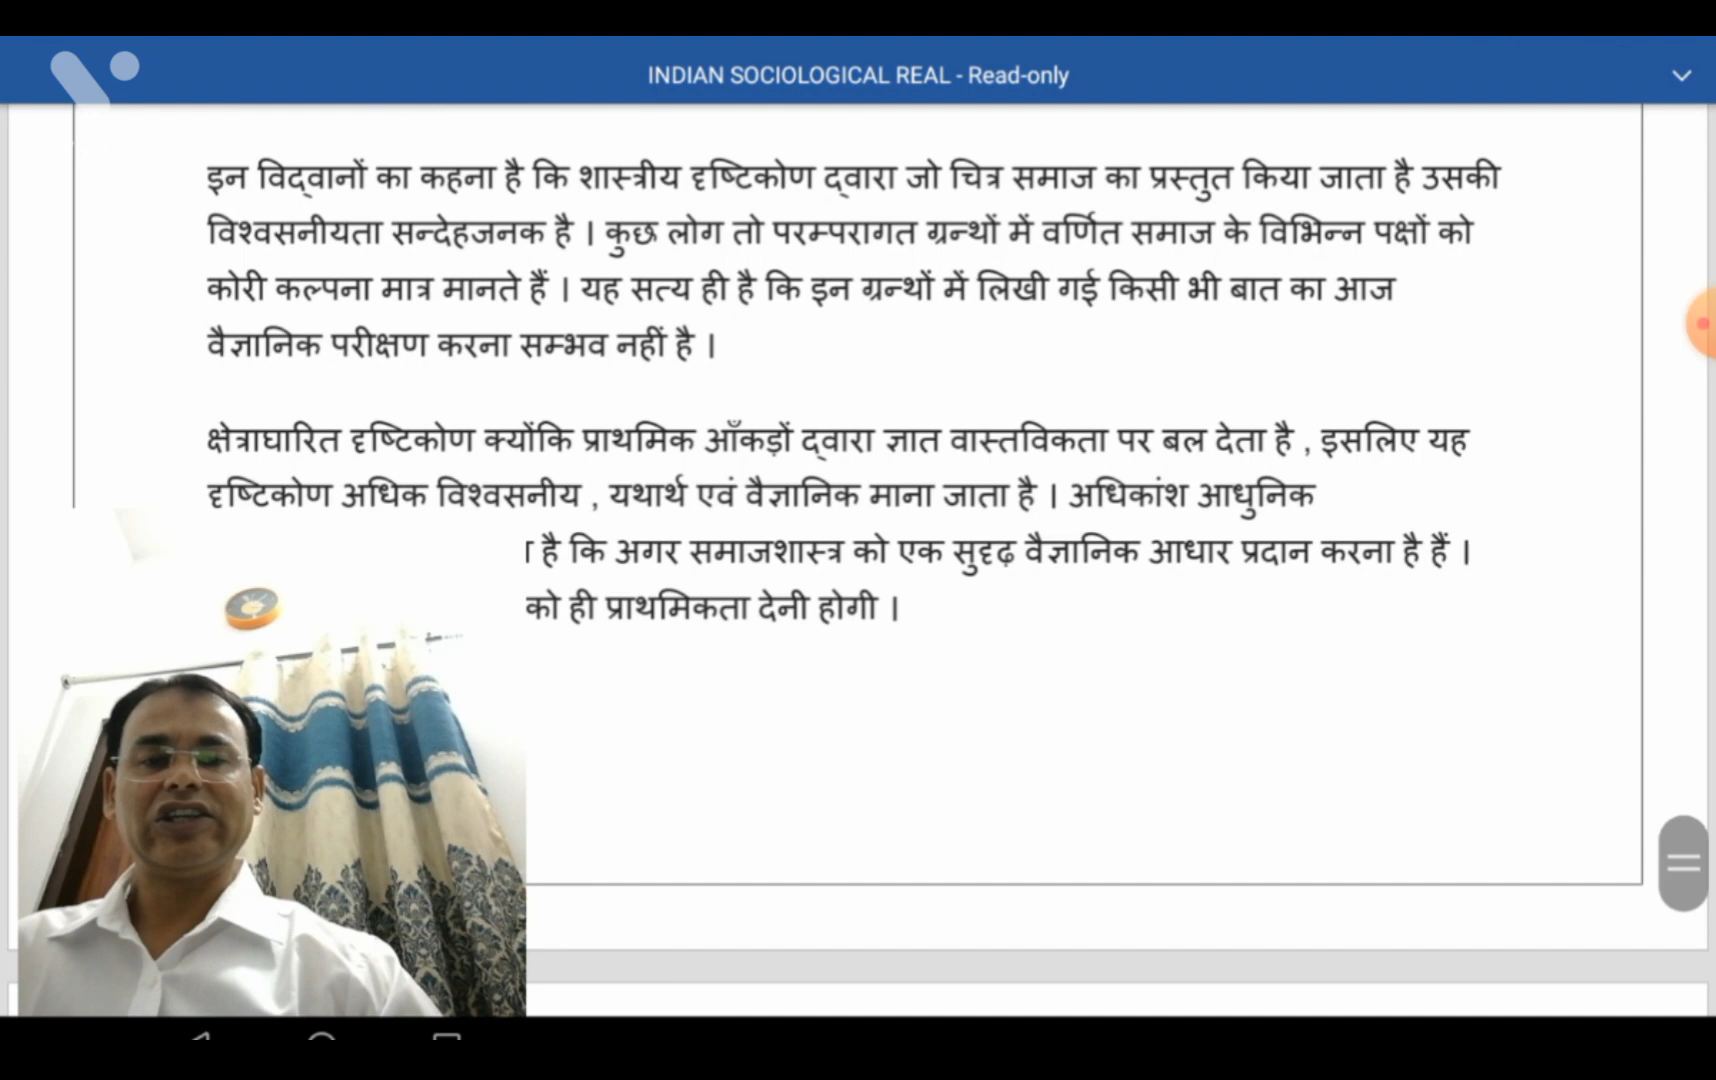 INDIAN SOCIOLOGICAL REAL - Read-only
इन विद्वानों का कहना है कि शास्त्रीय दृष्टिकोण द्वारा जो चित्र समाज का प्रस्तुत किया जाता है उसकी
विश्वसनीयता सन्देहजनक है । कुछ लोग तो परम्परागत ग्रन्थों में वर्णित समाज के विभिन्न पक्षों को
कोरी कल्पना मात्र मानते हैं । यह सत्य ही है कि इन ग्रन्थों में लिखी गई किसी भी बात का आज
वैज्ञानिक परीक्षण करना सम्भव नहीं है ।
क्षेत्राघारित दृष्टिकोण क्योंकि प्राथमिक आँकड़ों द्वारा ज्ञात वास्तविकता पर बल देता है , इसलिए यह
दृष्टिकोण अधिक विश्वसनीय , यथार्थ एवं वैज्ञानिक माना जाता है । अधिकांश आधुनिक
है कि अगर समाजशास्त्र को एक सुदृढ़ वैज्ञानिक आधार प्रदान करना है हैं ।
को ही प्राथमिकता देनी होगी ।